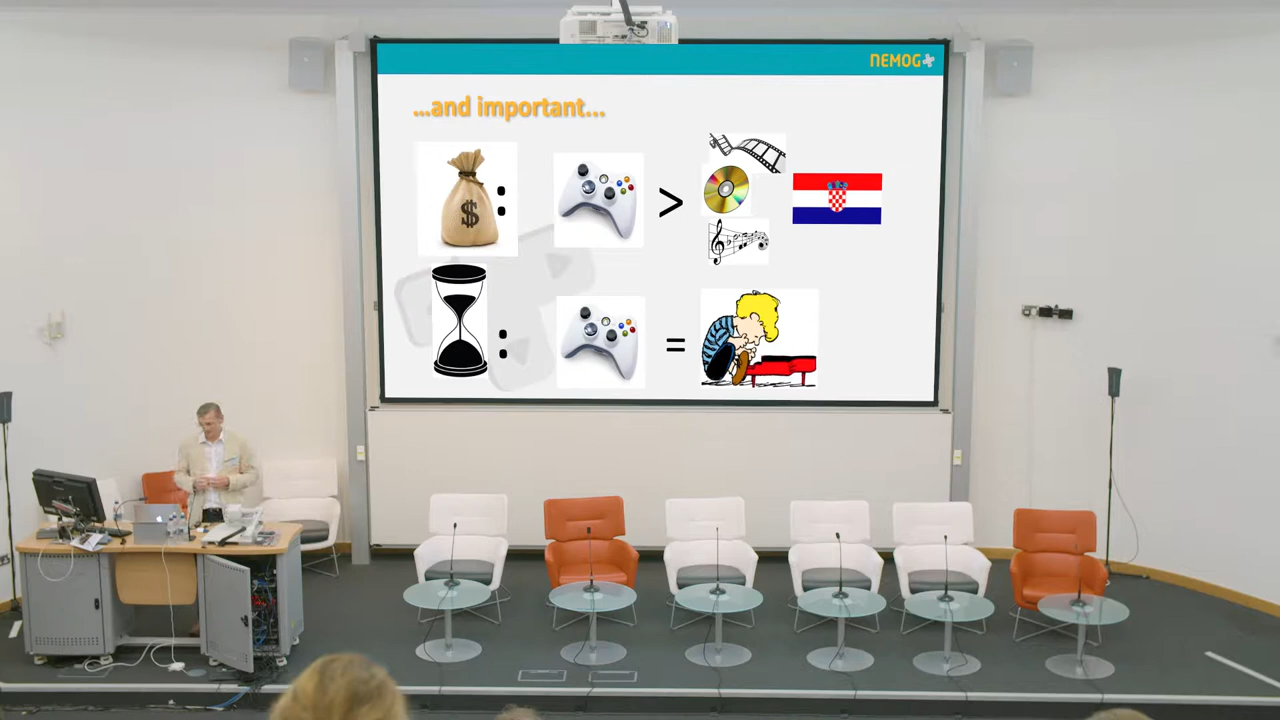 nEMOG
...and important...
$
:
>
:
=